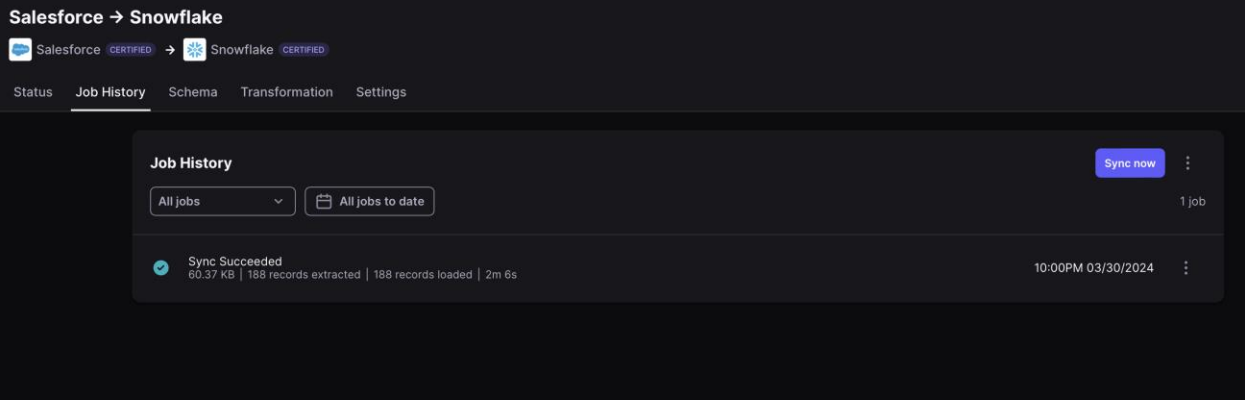 Salesforce → Snowflake
Salesforce CERTIFIED → Snowflake CERTIFIED
Status Job History Schema Transformation Settings
Job History Sync now
All jobs All jobs to date 1 job
Sync Succeeded
60.37 KB | 188 records extracted | 188 records loaded | 2m 6s
10:00PM 03/30/2024